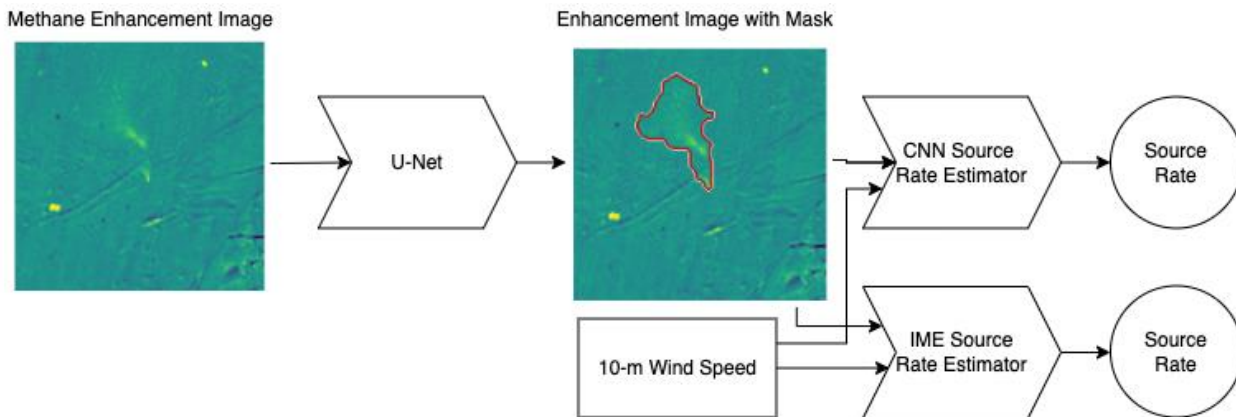 Methane Enhancement Image
Enhancement Image with Mask
U-Net
CNN Source
Rate Estimator
Source
Rate
10-m Wind Speed
IME Source
Rate Estimator
Source
Rate